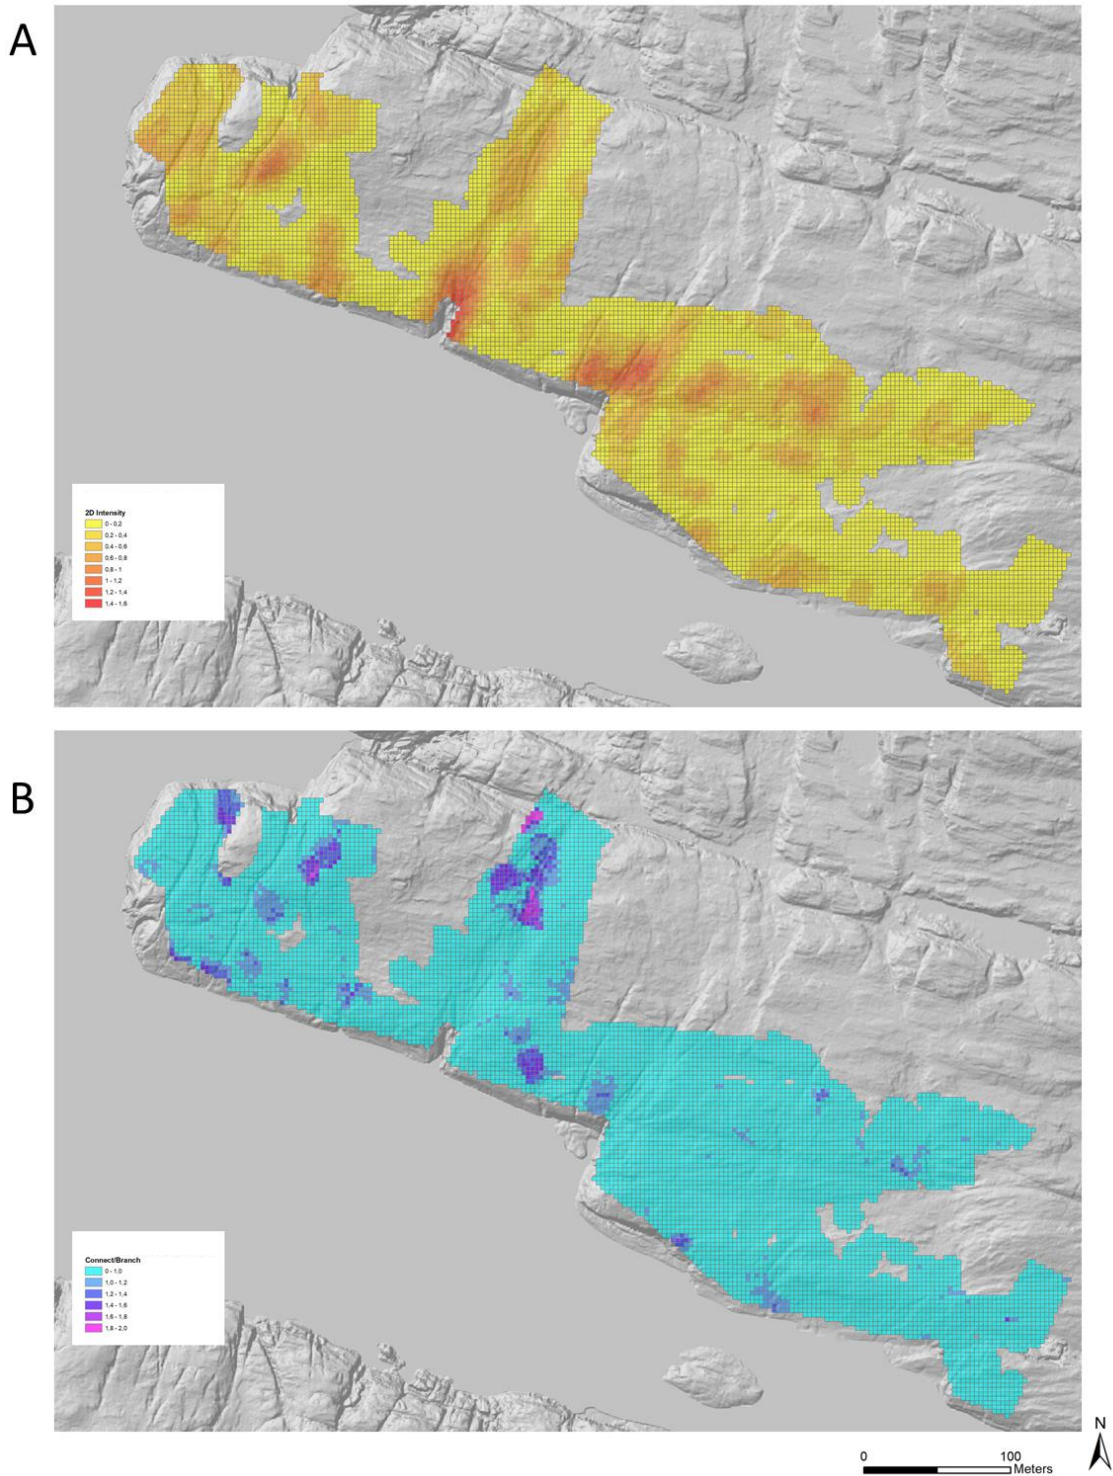 A
2D Intensity
0 - 0,2
0,2 - 0,4
0,4 - 0,6
0,6 - 0,8
0,8 - 1
1 - 1,2
1,2 - 1,4
1,4 - 1,6
B
Connect/Branch
0 - 1,0
1,0 - 1,2
1,2 - 1,4
1,4 - 1,6
1,6 - 1,8
1,8 - 2,0
N
0 100
Meters